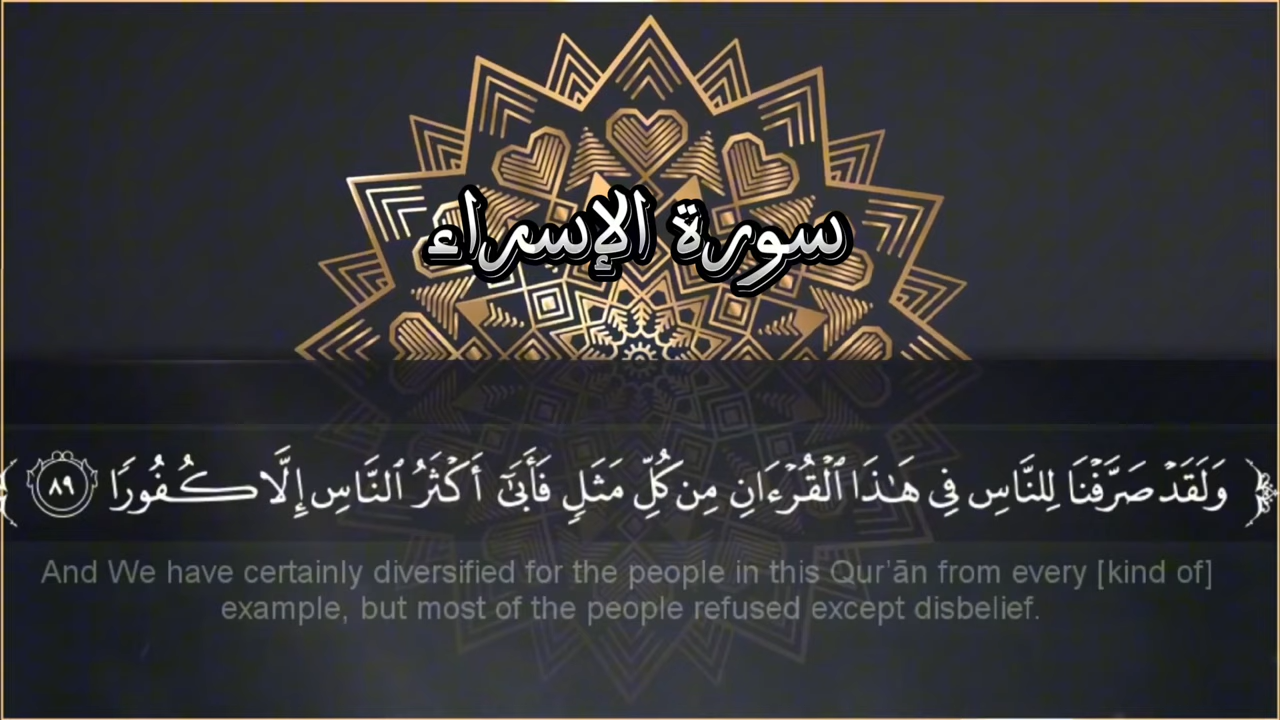 سورة الإسراء
﴿ وَلَقَدْ صَرَّفْنَا لِلنَّاسِ فِى هَٰذَا ٱلْقُرْءَانِ مِن كُلِّ مَثَلٍ فَأَبَىٰٓ أَكْثَرُ ٱلنَّاسِ إِلَّا كُفُورًا ٨٩ ﴾
And We have certainly diversified for the people in this Qur'ān from every [kind of]
example, but most of the people refused except disbelief.